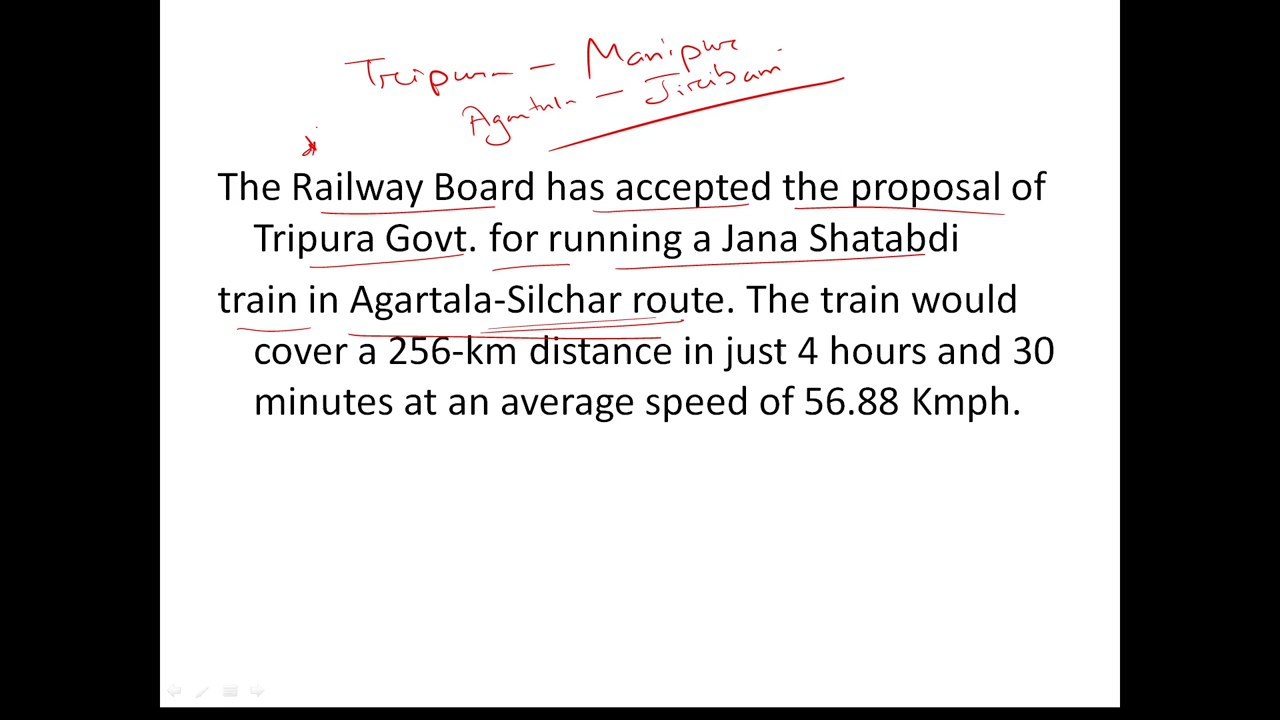 Tripura - Manipur
Agartala - Jiribam
The Railway Board has accepted the proposal of
Tripura Govt. for running a Jana Shatabdi
train in Agartala-Silchar route. The train would
cover a 256-km distance in just 4 hours and 30
minutes at an average speed of 56.88 Kmph.